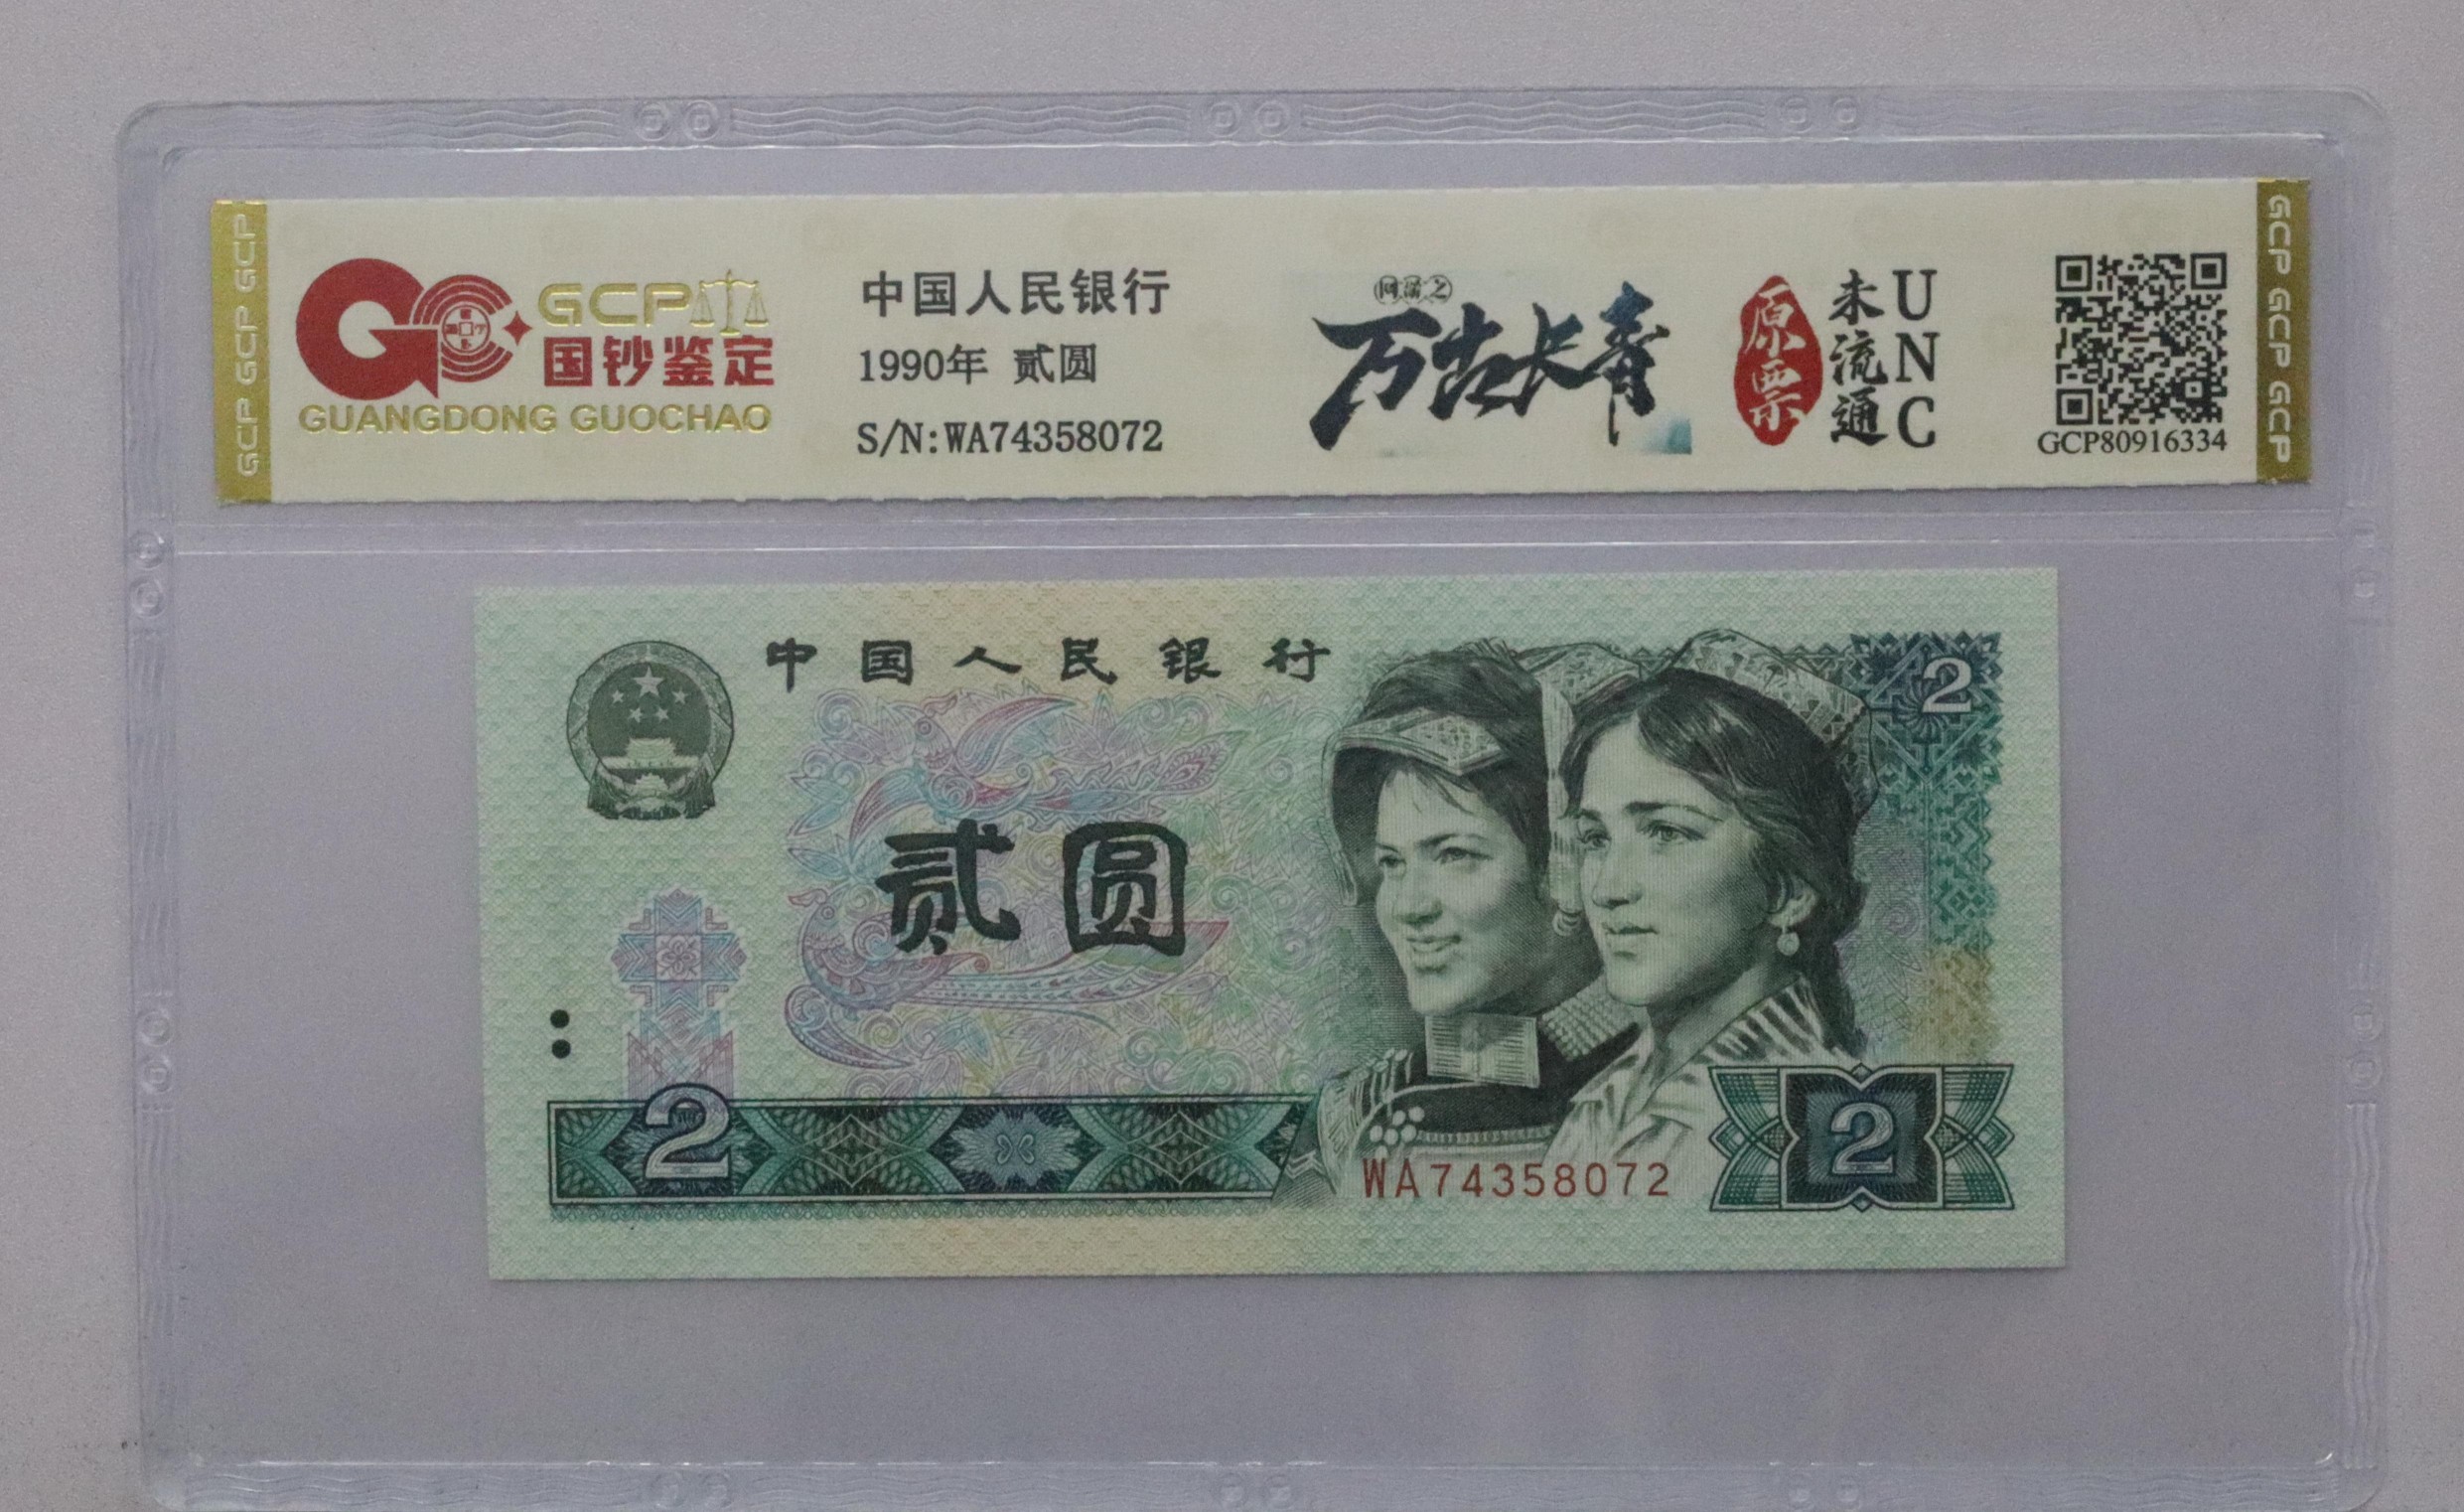 GCP GCP GCP
GCP
国钞鉴定
GUANGDONG GUOCHAO
中国人民银行
1990年 贰圆
S/N:WA74358072
万古长青
原票
未流通
UNC
GCP80916334
GCP GCP GCP
中国人民银行
2
贰圆
2
WA74358072
2